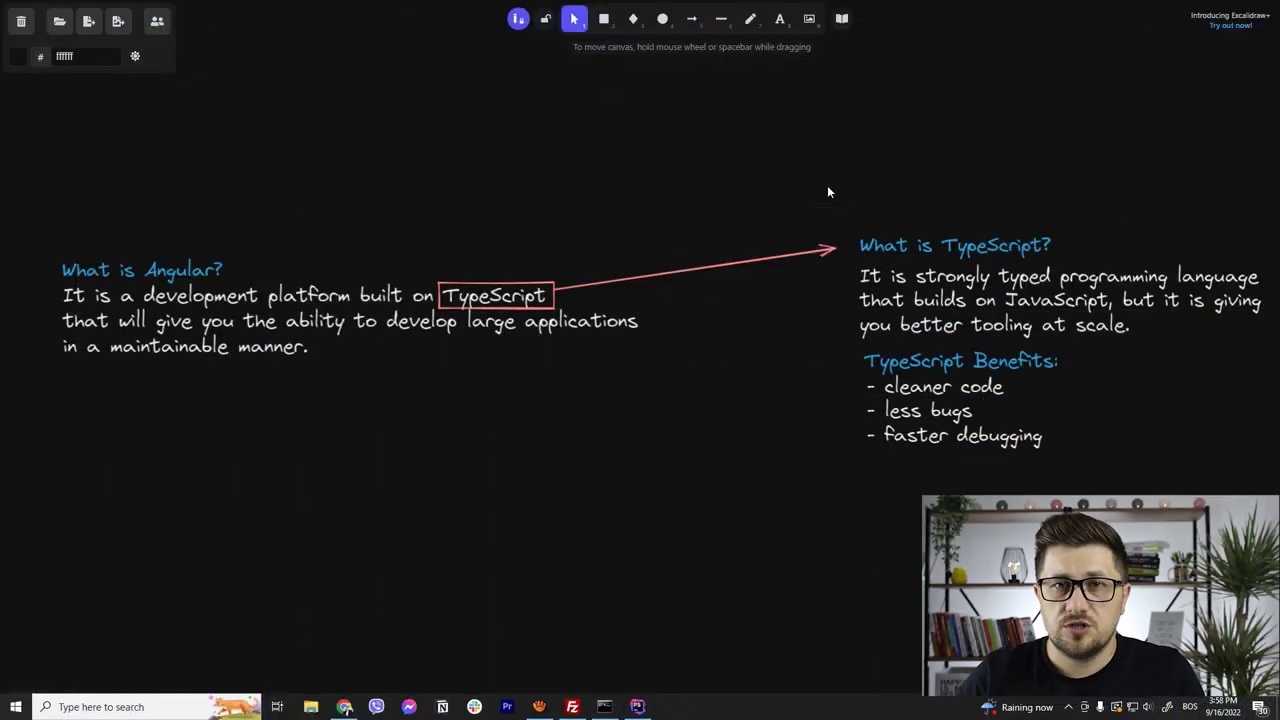 Introducing Excalidraw+
Try out now!
# ffffff
To move canvas, hold mouse wheel or spacebar while dragging
What is Angular?
It is a development platform built on TypeScript
that will give you the ability to develop large applications
in a maintainable manner.
What is TypeScript?
It is strongly typed programming language
that builds on JavaScript, but it is giving
you better tooling at scale.
TypeScript Benefits:
- cleaner code
- less bugs
- faster debugging
Type here to search
Raining now
BOS
3:58 PM
9/16/2022
30